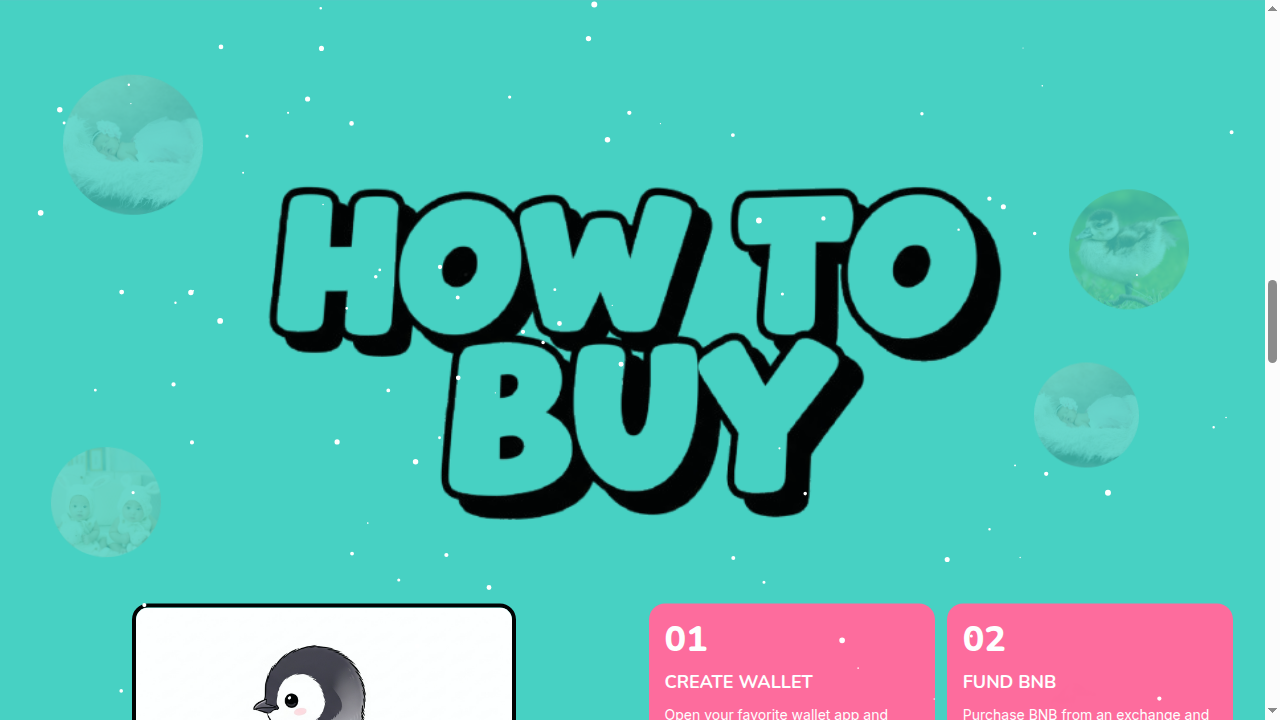 HOW TO
BUY
01
CREATE WALLET
Open your favorite wallet app and
02
FUND BNB
Purchase BNB from an exchange and